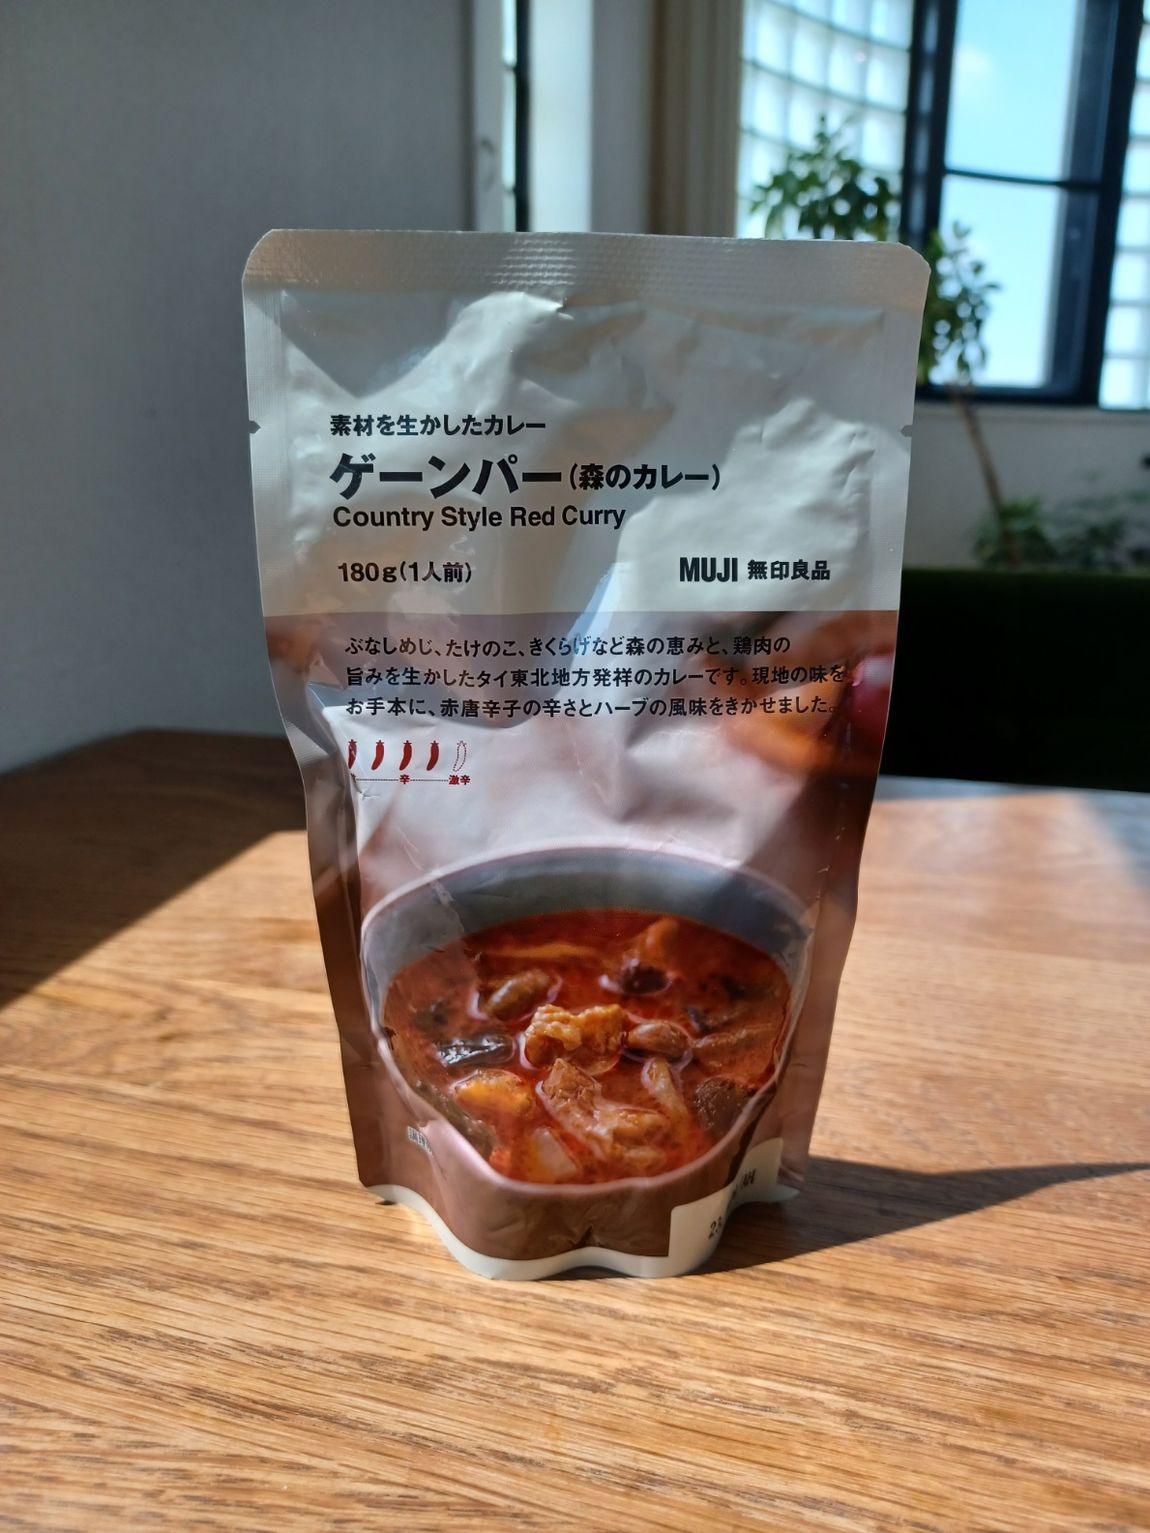 素材を生かしたカレー
ゲーンパー(森のカレー)
Country Style Red Curry
180g(1人前)
MUJI 無印良品
ぶなしめじ、たけのこ、きくらげなど森の恵みと、鶏肉の
旨みを生かしたタイ東北地方発祥のカレーです。現地の味を
お手本に、赤唐辛子の辛さとハーブの風味をきかせました。
辛 激辛